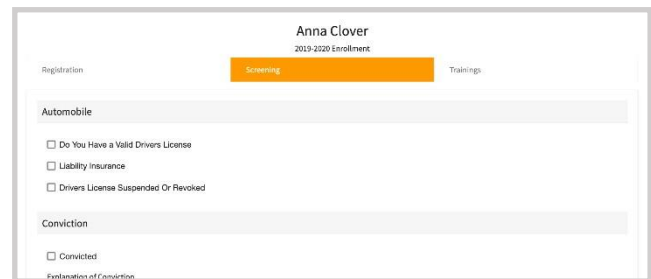 Anna Clover
2019-2020 Enrollment
Registration Screening Trainings
Automobile
Do You Have a Valid Drivers License
Liability Insurance
Drivers License Suspended Or Revoked
Conviction
Convicted
Explanation of Conviction